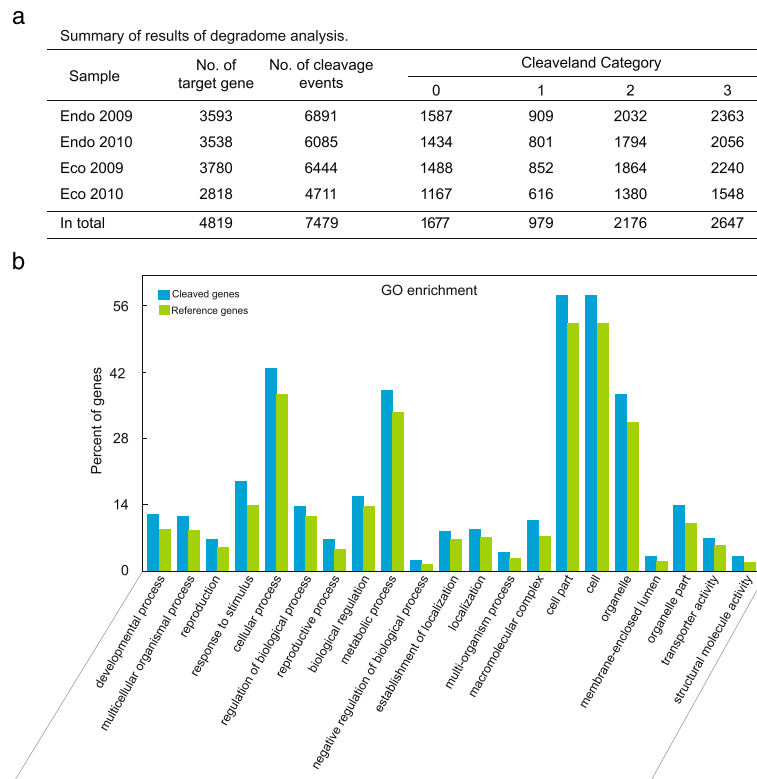 a
Summary of results of degradome analysis.
Sample No. of target gene No. of cleavage events Cleaveland Category
0 1 2 3
Endo 2009 3593 6891 1587 909 2032 2363
Endo 2010 3538 6085 1434 801 1794 2056
Eco 2009 3780 6444 1488 852 1864 2240
Eco 2010 2818 4711 1167 616 1380 1548
In total 4819 7479 1677 979 2176 2647
b
GO enrichment
Cleaved genes
Reference genes
Percent of genes
56
42
28
14
0
developmental process
multicellular organismal process
reproduction
response to stimulus
cellular process
regulation of biological process
reproductive process
biological regulation
metabolic process
negative regulation of biological process
establishment of localization
localization
multi-organism process
macromolecular complex
cell part
cell
organelle
membrane-enclosed lumen
organelle part
transporter activity
structural molecule activity